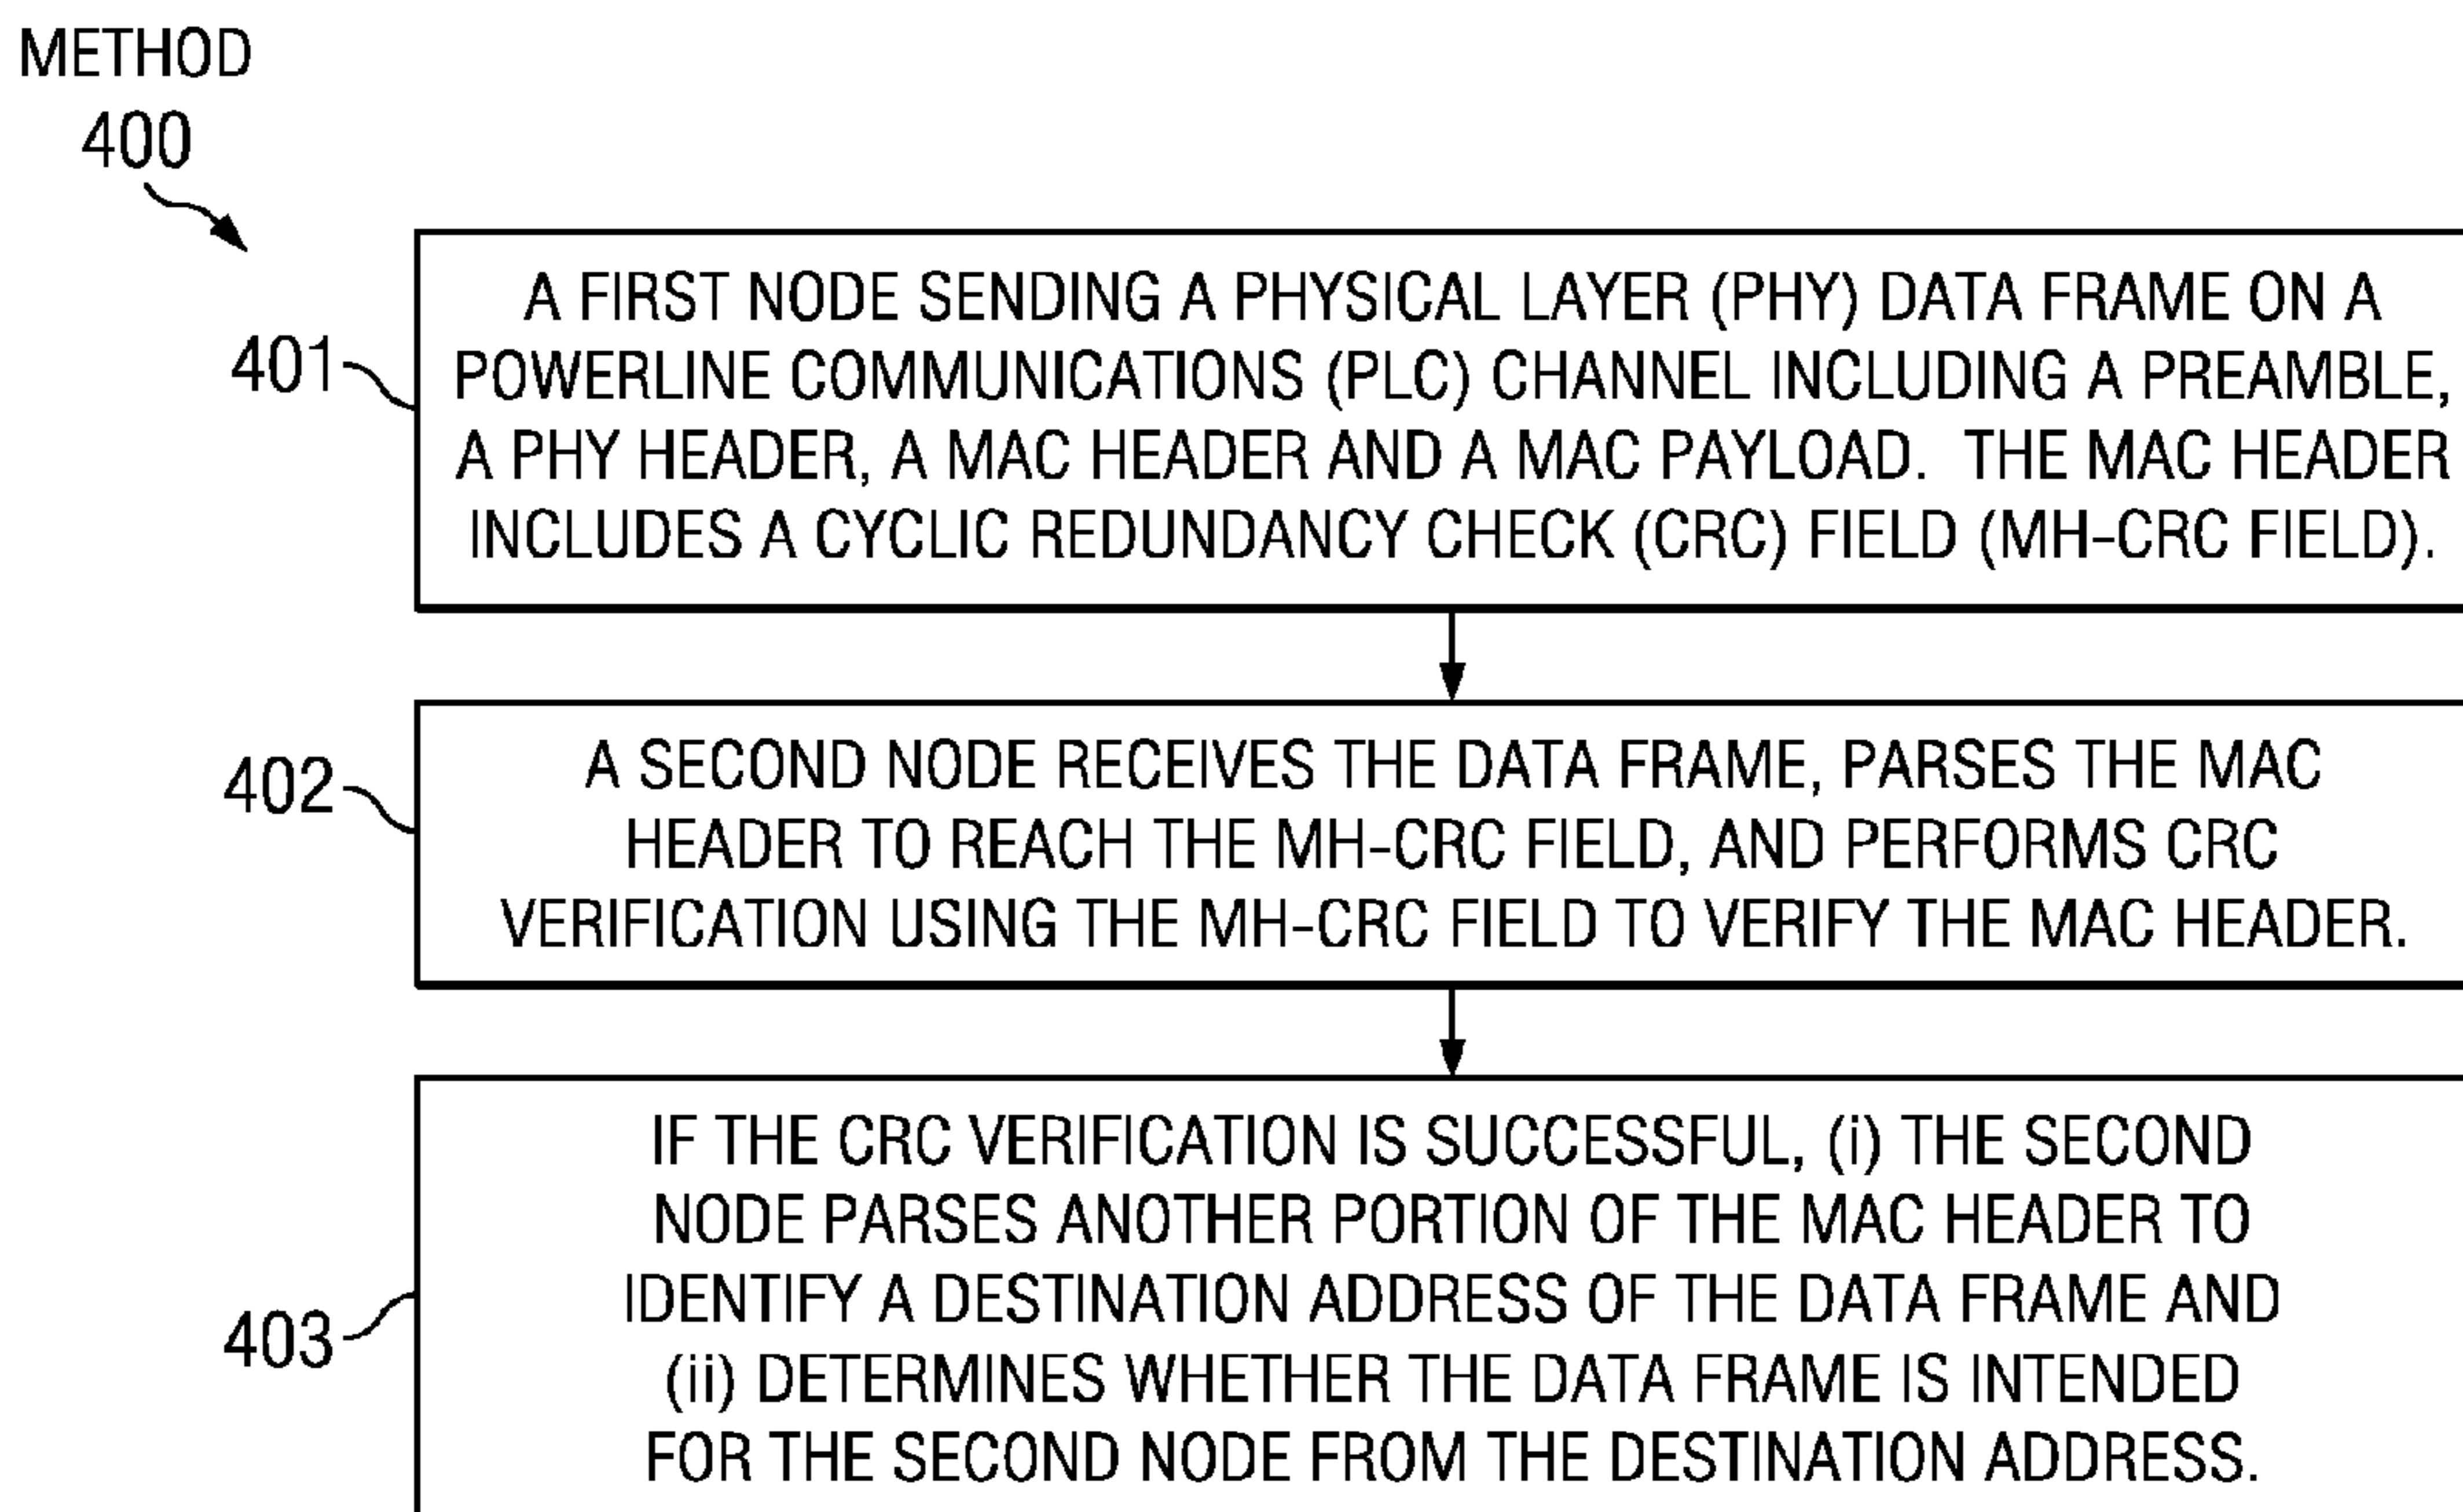 METHOD
400
401
A FIRST NODE SENDING A PHYSICAL LAYER (PHY) DATA FRAME ON A
POWERLINE COMMUNICATIONS (PLC) CHANNEL INCLUDING A PREAMBLE,
A PHY HEADER, A MAC HEADER AND A MAC PAYLOAD. THE MAC HEADER
INCLUDES A CYCLIC REDUNDANCY CHECK (CRC) FIELD (MH-CRC FIELD).
402
A SECOND NODE RECEIVES THE DATA FRAME, PARSES THE MAC
HEADER TO REACH THE MH-CRC FIELD, AND PERFORMS CRC
VERIFICATION USING THE MH-CRC FIELD TO VERIFY THE MAC HEADER.
403
IF THE CRC VERIFICATION IS SUCCESSFUL, (i) THE SECOND
NODE PARSES ANOTHER PORTION OF THE MAC HEADER TO
IDENTIFY A DESTINATION ADDRESS OF THE DATA FRAME AND
(ii) DETERMINES WHETHER THE DATA FRAME IS INTENDED
FOR THE SECOND NODE FROM THE DESTINATION ADDRESS.